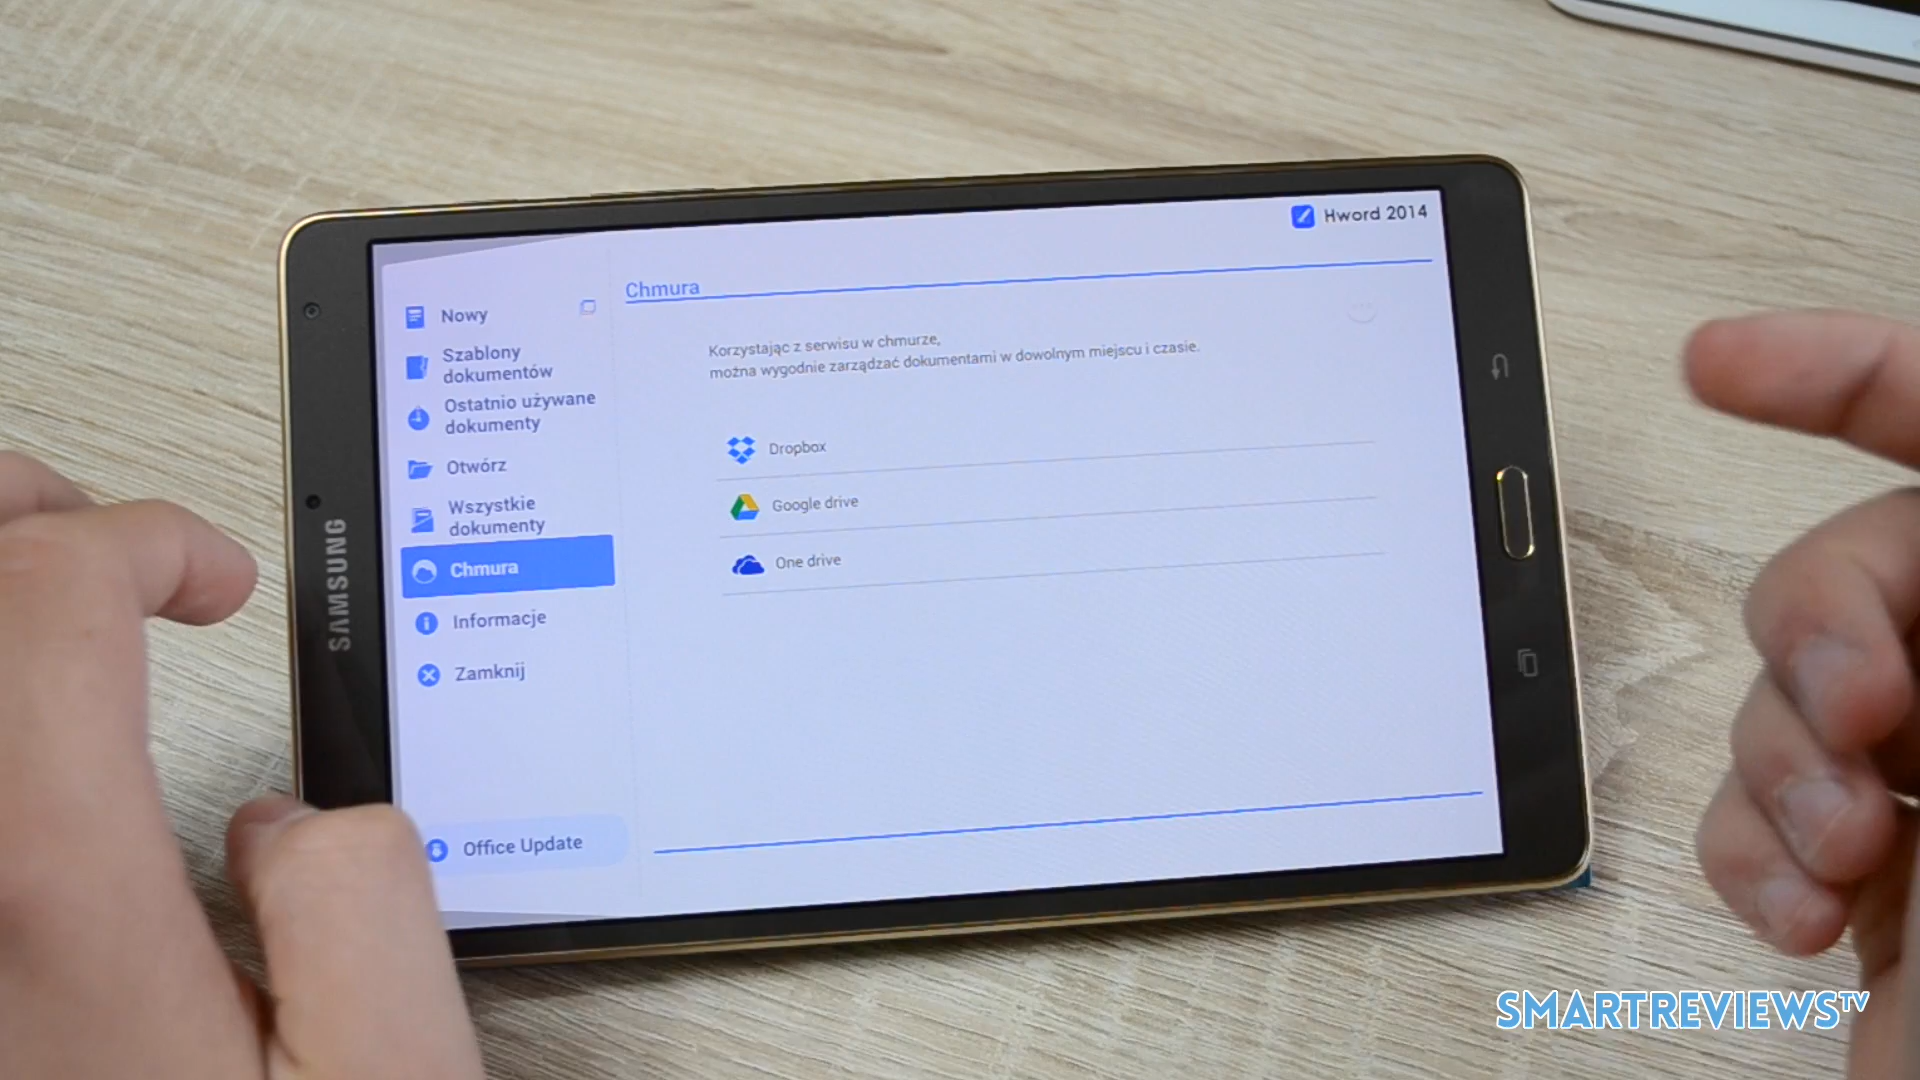 Hword 2014
Nowy
Szablony
dokumentów
Ostatnio używane
dokumenty
Otwórz
Wszystkie
dokumenty
Chmura
Informacje
Zamknij
Office Update
Chmura
Korzystając z serwisu w chmurze,
można wygodnie zarządzać dokumentami w dowolnym miejscu i czasie.
Dropbox
Google drive
One drive
SAMSUNG
SMARTREVIEWSTV